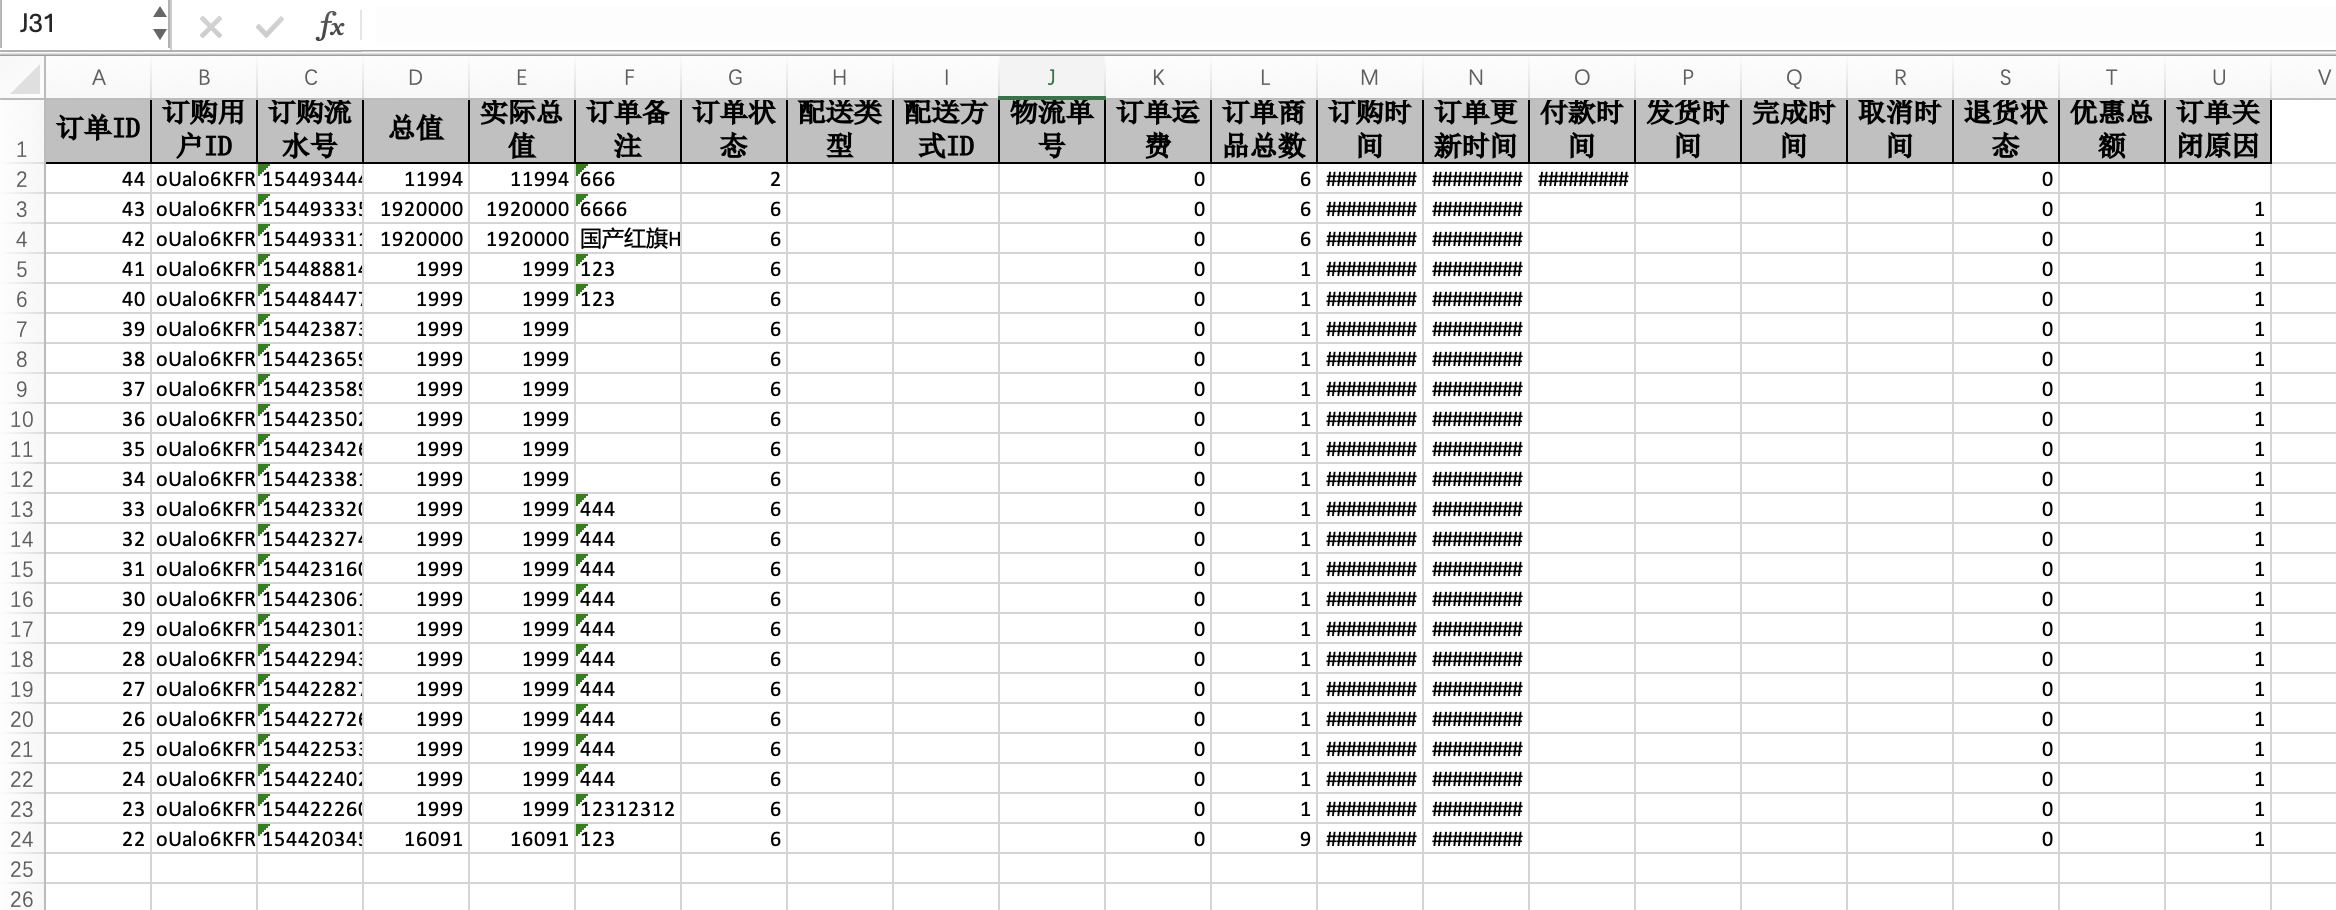 J31
fx
A B C D E F G H I J K L M N O P Q R S T U V
1 订单ID 订购用户ID 订购流水号 总值 实际总值 订单备注 订单状态 配送类型 配送方式ID 物流单号 订单运费 订单商品总数 订购时间 订单更新时间 付款时间 发货时间 完成时间 取消时间 退货状态 优惠总额 订单关闭原因
2 44 oUalo6KFR 154493444 11994 11994 666 2 0 6 ######### ######### ######### 0
3 43 oUalo6KFR 15449333 1920000 1920000 6666 6 0 6 ######### ######### 0 1
4 42 oUalo6KFR 15449331 1920000 1920000 国产红旗H 6 0 6 ######### ######### 0 1
5 41 oUalo6KFR 154488814 1999 1999 123 6 0 1 ######### ######### 0 1
6 40 oUalo6KFR 15448447 1999 1999 123 6 0 1 ######### ######### 0 1
7 39 oUalo6KFR 15442387 1999 1999 6 0 1 ######### ######### 0 1
8 38 oUalo6KFR 15442365 1999 1999 6 0 1 ######### ######### 0 1
9 37 oUalo6KFR 15442358 1999 1999 6 0 1 ######### ######### 0 1
10 36 oUalo6KFR 15442350 1999 1999 6 0 1 ######### ######### 0 1
11 35 oUalo6KFR 15442342 1999 1999 6 0 1 ######### ######### 0 1
12 34 oUalo6KFR 15442338 1999 1999 6 0 1 ######### ######### 0 1
13 33 oUalo6KFR 15442332 1999 1999 444 6 0 1 ######### ######### 0 1
14 32 oUalo6KFR 154423274 1999 1999 444 6 0 1 ######### ######### 0 1
15 31 oUalo6KFR 15442316 1999 1999 444 6 0 1 ######### ######### 0 1
16 30 oUalo6KFR 15442306 1999 1999 444 6 0 1 ######### ######### 0 1
17 29 oUalo6KFR 15442301 1999 1999 444 6 0 1 ######### ######### 0 1
18 28 oUalo6KFR 15442294 1999 1999 444 6 0 1 ######### ######### 0 1
19 27 oUalo6KFR 15442282 1999 1999 444 6 0 1 ######### ######### 0 1
20 26 oUalo6KFR 15442272 1999 1999 444 6 0 1 ######### ######### 0 1
21 25 oUalo6KFR 15442253 1999 1999 444 6 0 1 ######### ######### 0 1
22 24 oUalo6KFR 15442240 1999 1999 444 6 0 1 ######### ######### 0 1
23 23 oUalo6KFR 15442226 1999 1999 12312312 6 0 1 ######### ######### 0 1
24 22 oUalo6KFR 15442034 16091 16091 123 6 0 9 ######### ######### 0 1
25
26